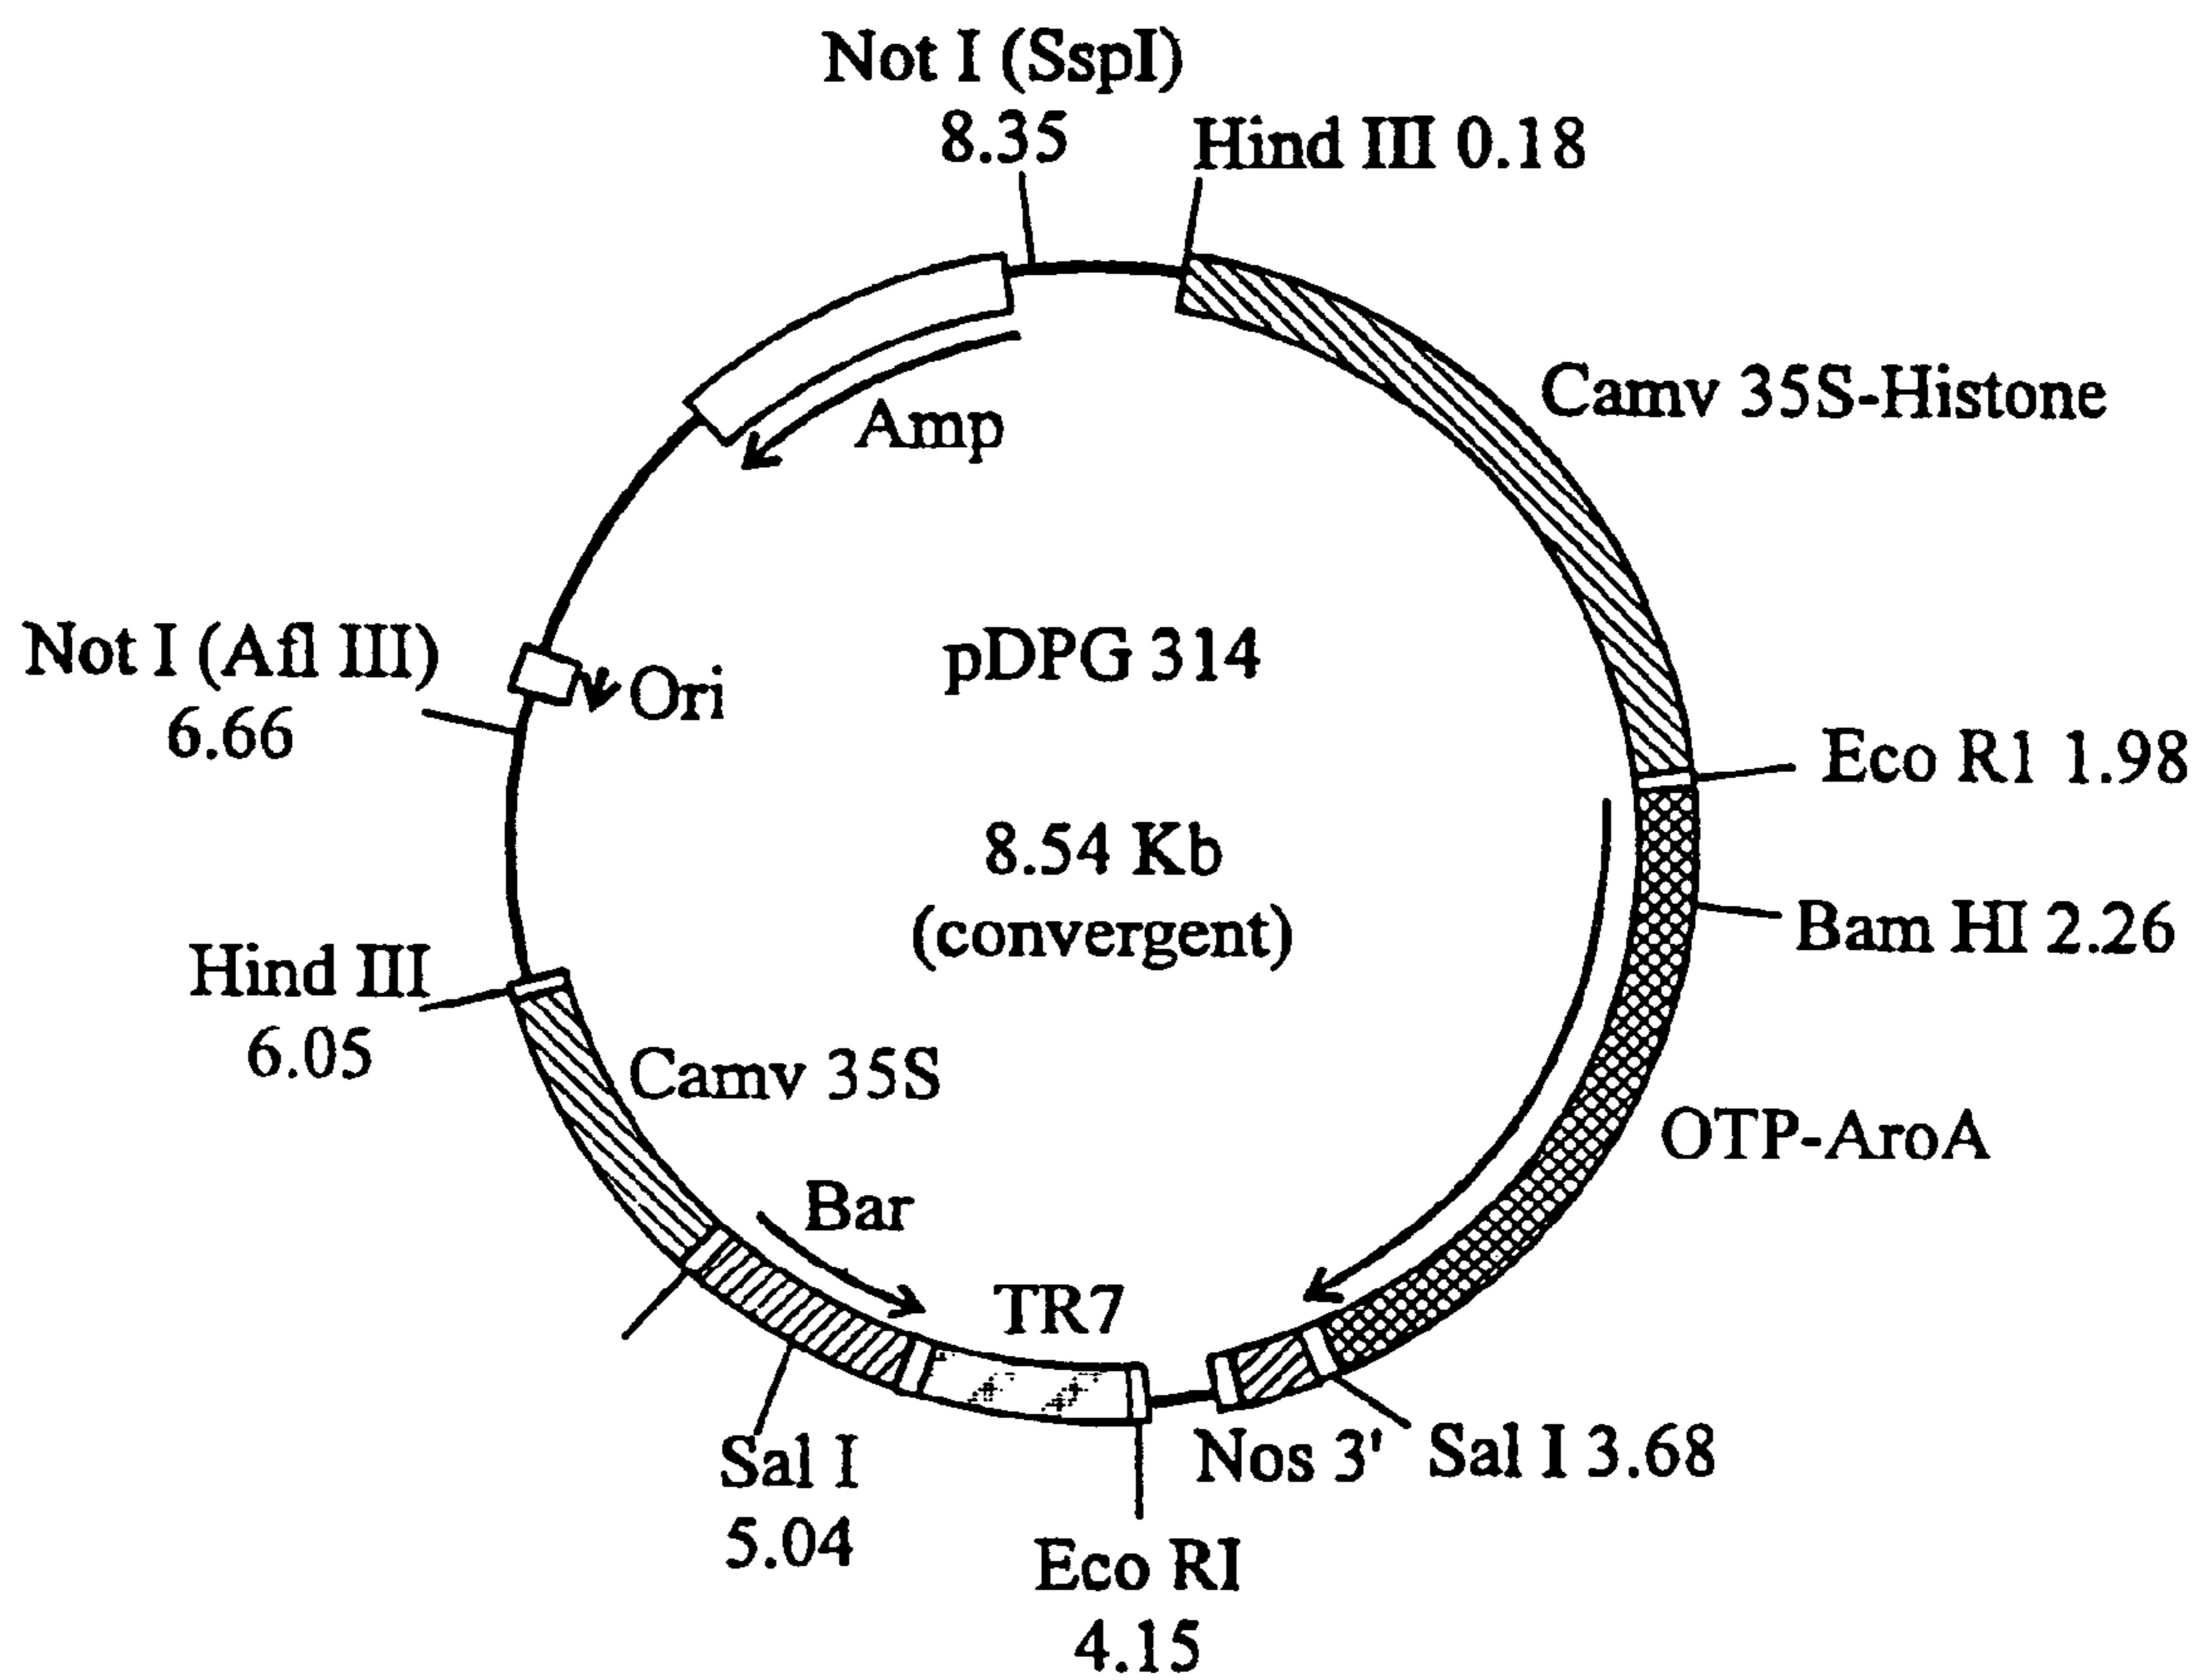 Not I (SspI)
8.35
Hind III 0.18
Camv 35S-Histone
Amp
Not I (Afl III)
6.66
Ori
pDPG 314
Eco R1 1.98
8.54 Kb
(convergent)
Bam HI 2.26
Hind III
6.05
Camv 35S
OTP-AroA
Bar
TR7
Nos 3'
Sal I 3.68
Sal I
5.04
Eco RI
4.15